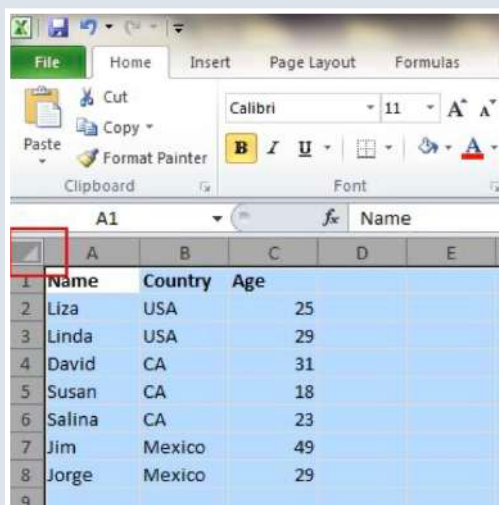 File Home Insert Page Layout Formulas
Cut
Calibri 11 A A
Copy
Paste
Format Painter
B I U A
Clipboard Font
A1 fx Name
A B C D E
1 Name Country Age
2 Liza USA 25
3 Linda USA 29
4 David CA 31
5 Susan CA 18
6 Salina CA 23
7 Jim Mexico 49
8 Jorge Mexico 29
9